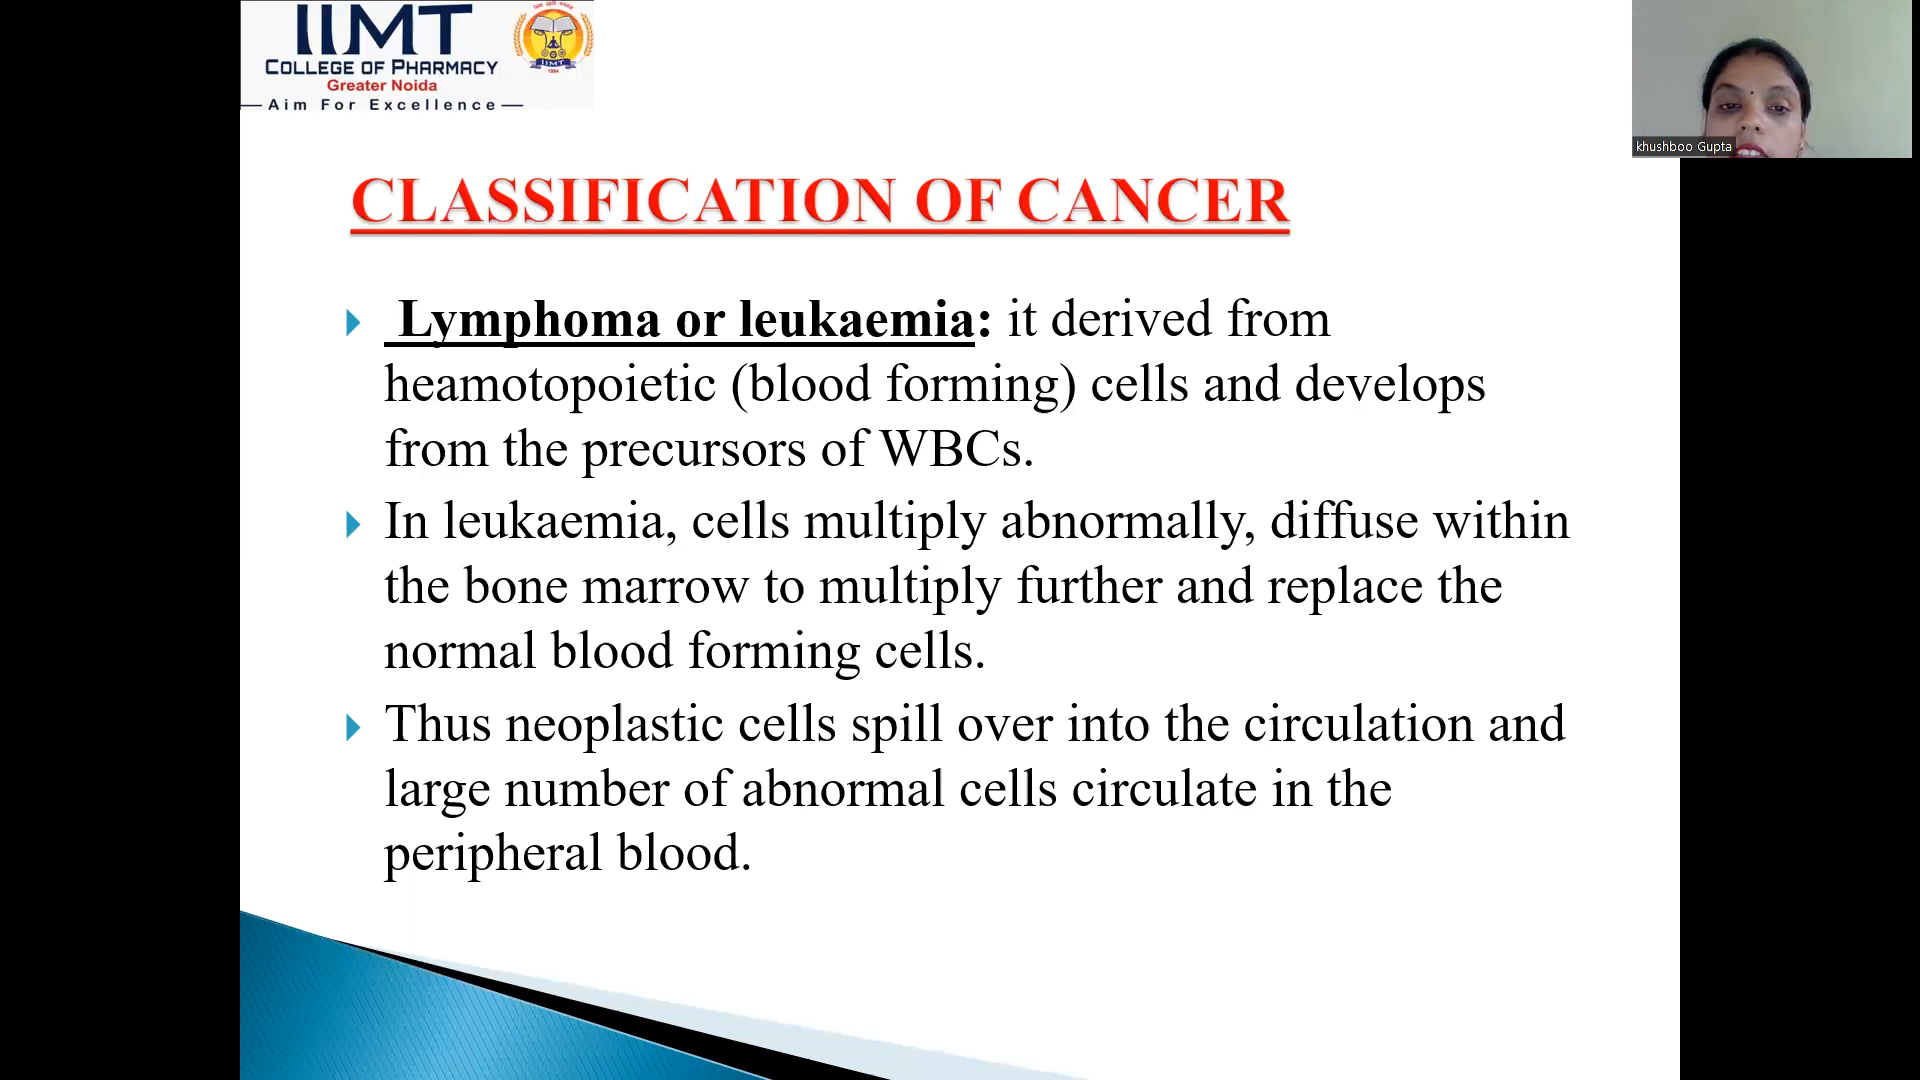 IIMT
COLLEGE OF PHARMACY
Greater Noida
Aim For Excellence
IIMT
khushboo Gupta
CLASSIFICATION OF CANCER
Lymphoma or leukaemia: it derived from
heamotopoietic (blood forming) cells and develops
from the precursors of WBCs.
In leukaemia, cells multiply abnormally, diffuse within
the bone marrow to multiply further and replace the
normal blood forming cells.
Thus neoplastic cells spill over into the circulation and
large number of abnormal cells circulate in the
peripheral blood.